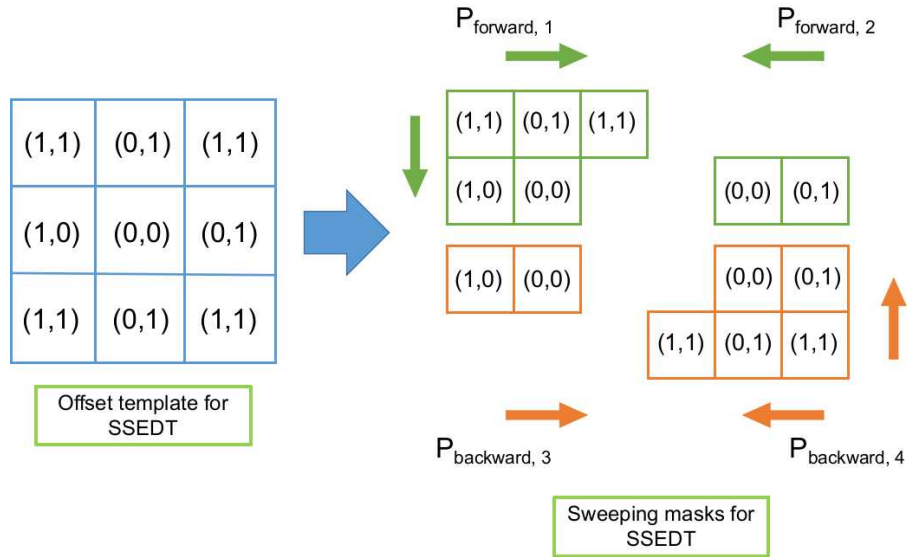 P_forward, 1 P_forward, 2
(1,1) (0,1) (1,1)
(1,0) (0,0) (0,1)
(1,1) (0,1) (1,1)
Offset template for
SSEDT
(1,1) (0,1) (1,1)
(1,0) (0,0)
(0,0) (0,1)
(1,0) (0,0)
(0,0) (0,1)
(1,1) (0,1) (1,1)
P_backward, 3 P_backward, 4
Sweeping masks for
SSEDT